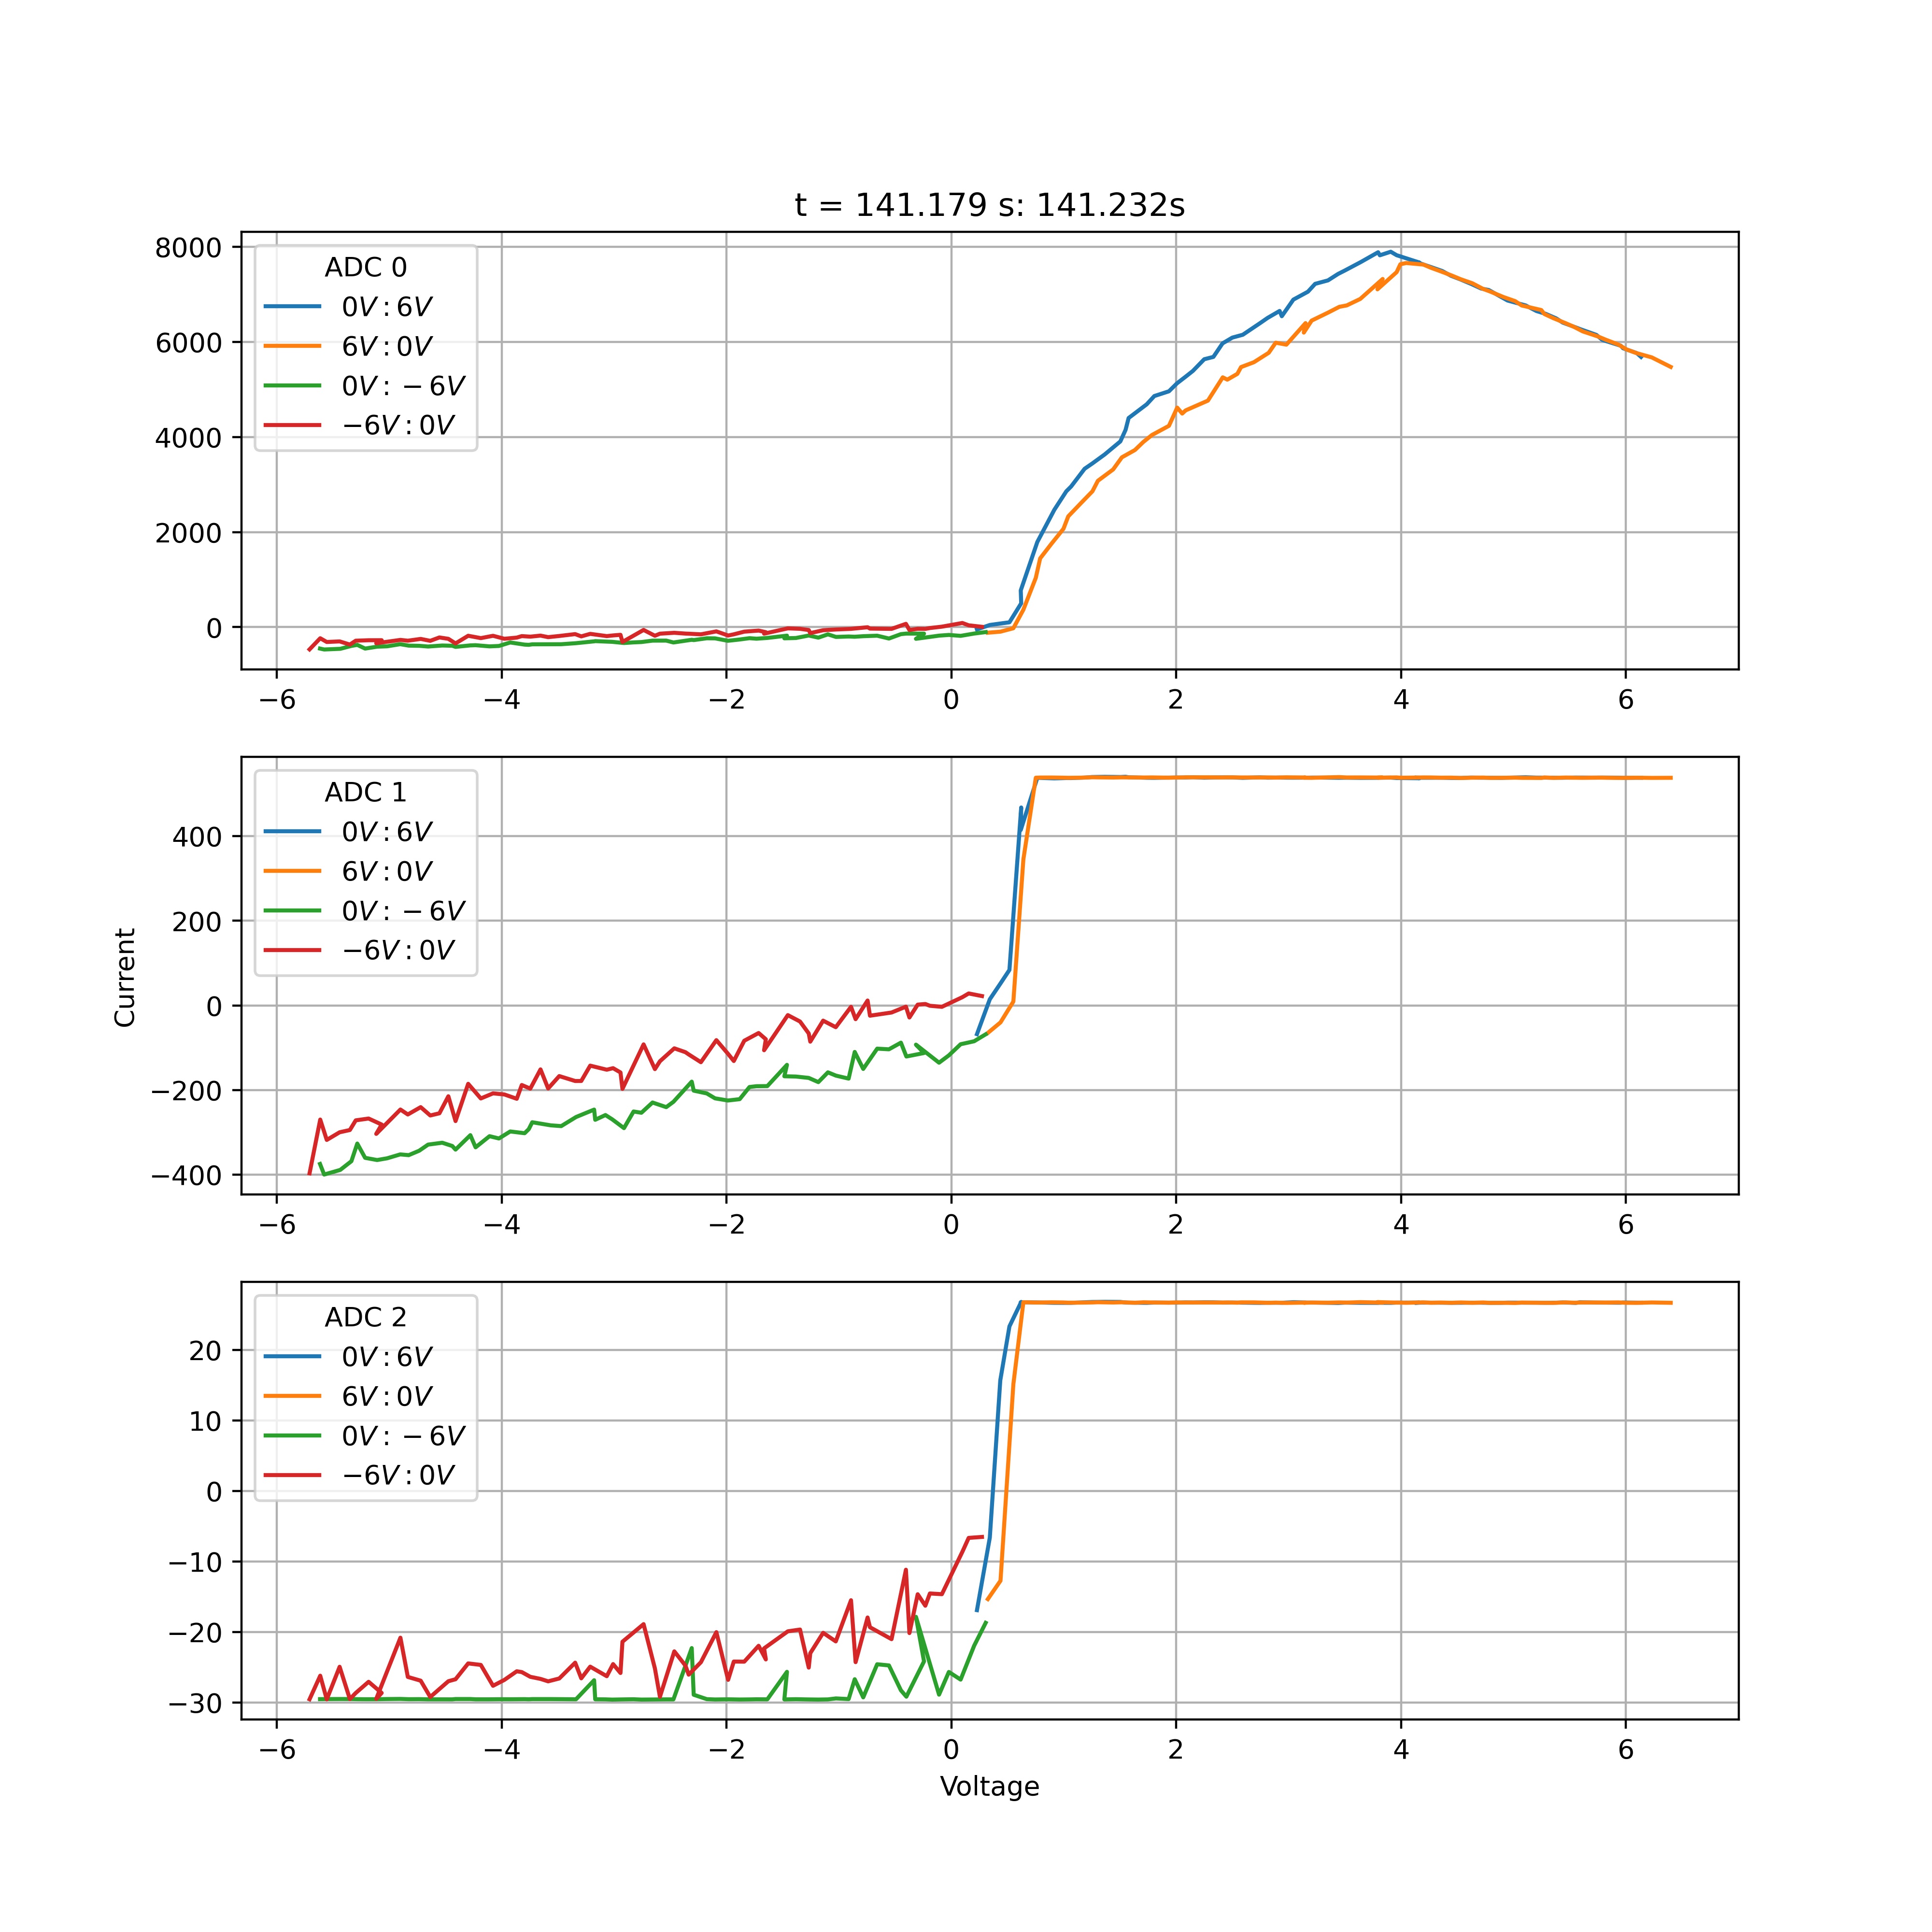 t = 141.179 s: 141.232s
8000
6000
4000
2000
0
ADC 0
0V : 6V
6V : 0V
0V : −6V
−6V : 0V
−6 −4 −2 0 2 4 6
Current
400
200
0
−200
−400
ADC 1
0V : 6V
6V : 0V
0V : −6V
−6V : 0V
−6 −4 −2 0 2 4 6
20
10
0
−10
−20
−30
ADC 2
0V : 6V
6V : 0V
0V : −6V
−6V : 0V
−6 −4 −2 0 2 4 6
Voltage